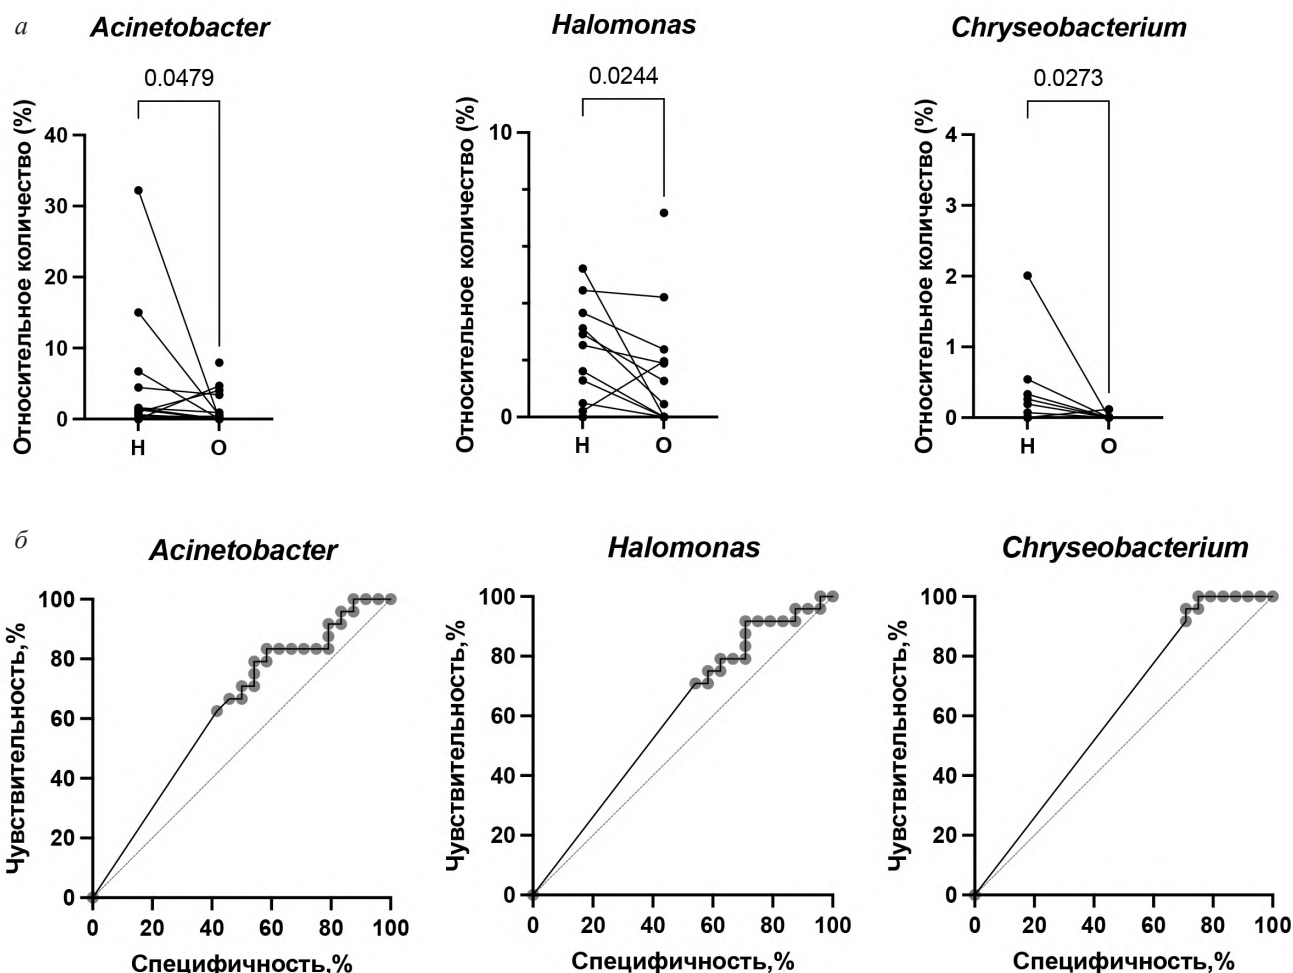 а
Acinetobacter
Halomonas
Chryseobacterium
0.0479
0.0244
0.0273
Относительное количество (%)
40
30
20
10
0
Н
О
Относительное количество (%)
10
0
Н
О
Относительное количество (%)
4
3
2
1
0
Н
О
б
Acinetobacter
Halomonas
Chryseobacterium
Чувствительность,%
100
80
60
40
20
0
0 20 40 60 80 100
Специфичность,%
Чувствительность,%
100
80
60
40
20
0
0 20 40 60 80 100
Специфичность,%
Чувствительность,%
100
80
60
40
20
0
0 20 40 60 80 100
Специфичность,%